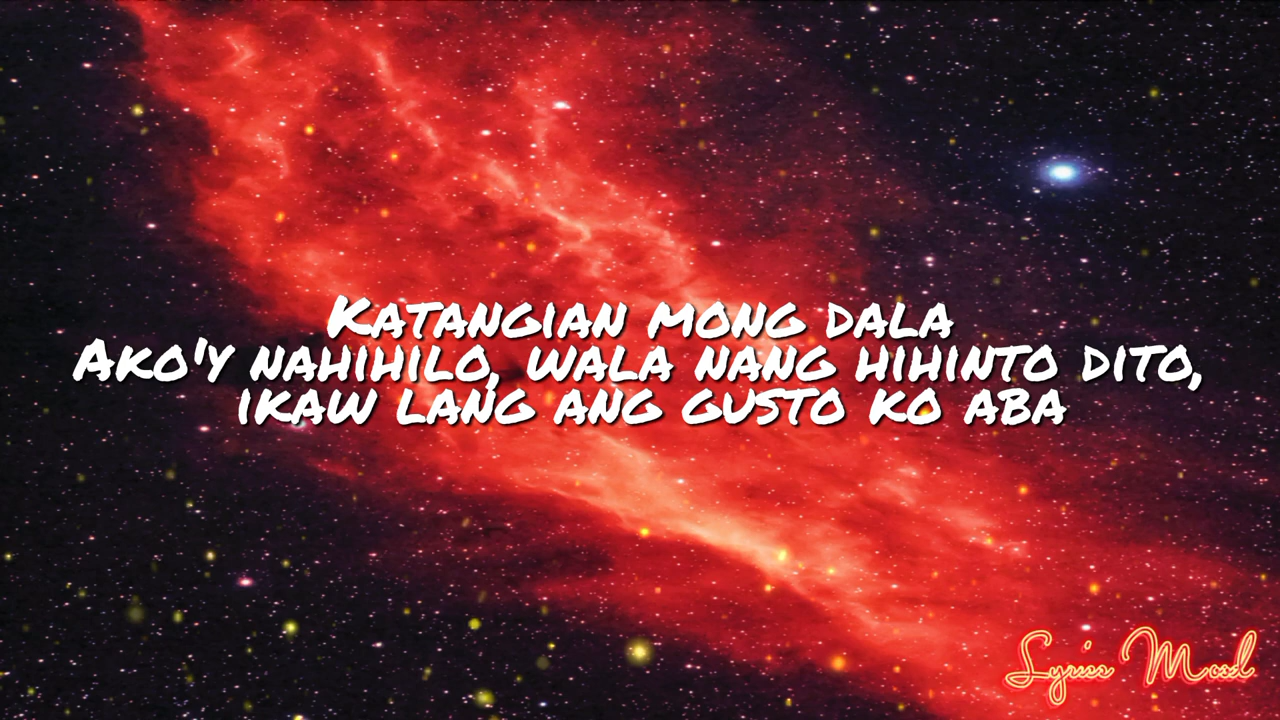 Katangian mong dala
Ako'y nahihilo, wala nang hihinto dito,
ikaw lang ang gusto ko aba
Lyrics Mood